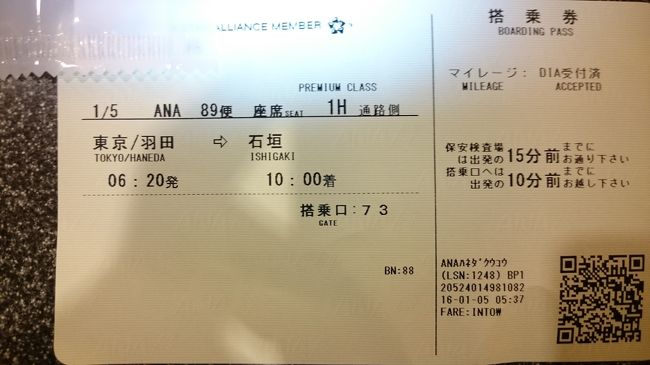 ALLIANCE MEMBER
PREMIUM CLASS
1/5 ANA 89便 座席 SEAT 1H 通路側
東京/羽田 ⇨ 石垣
TOKYO/HANEDA ISHIGAKI
06:20発 10:00着
搭乗口:73
GATE
BN:88
搭乗券
BOARDING PASS
マイレージ: DIA受付済
MILEAGE ACCEPTED
保安検査場は出発の15分前までにお通り下さい
搭乗口へは出発の10分前までにお越し下さい
ANAハネダクウコウ
(LSN:1248) BP1
20524014981082
16-01-05 05:37
FARE:INTOW